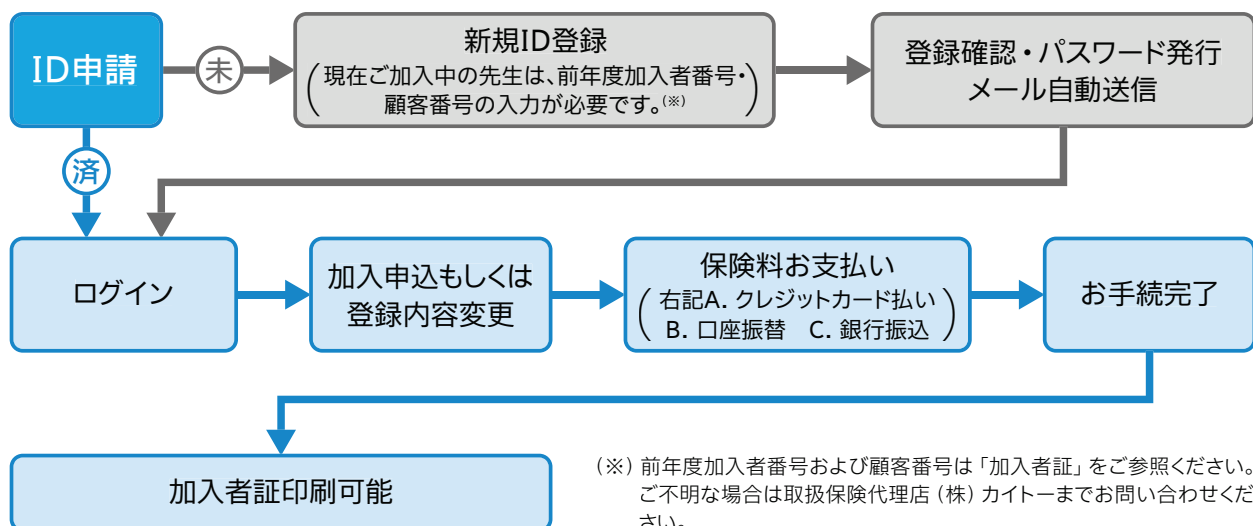 ID申請
未
新規ID登録
(現在ご加入中の先生は、前年度加入者番号・
顧客番号の入力が必要です。(※))
登録確認・パスワード発行
メール自動送信
済
ログイン
加入申込もしくは
登録内容変更
保険料お支払い
(右記A. クレジットカード払い
B. 口座振替 C. 銀行振込)
お手続完了
加入者証印刷可能
(※) 前年度加入者番号および顧客番号は「加入者証」をご参照ください。
ご不明な場合は取扱保険代理店(株)カイトーまでお問い合わせくだ
さい。